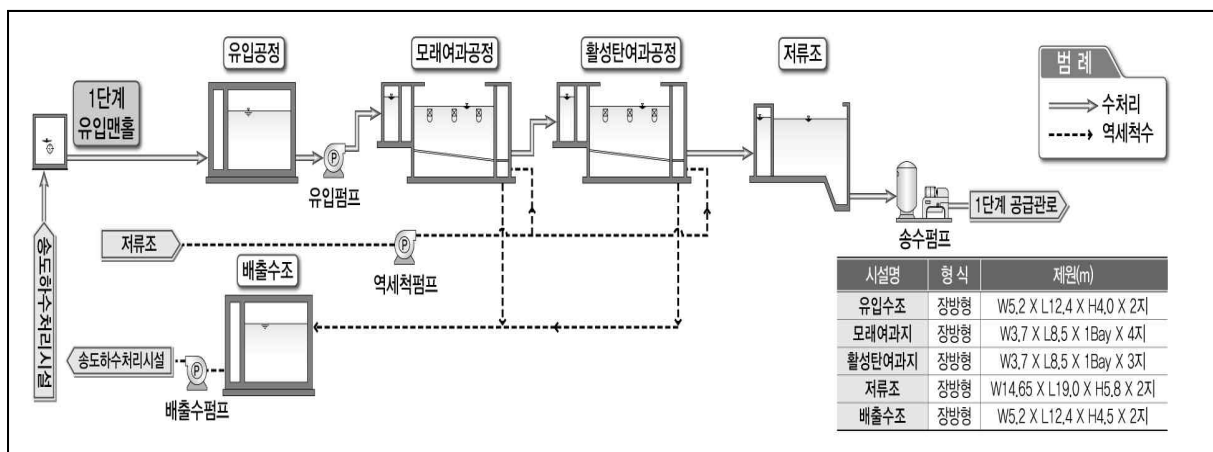 유입공정
모래여과공정
활성탄여과공정
저류조
범 례
수처리
역세척수
1단계
유입맨홀
P
유입펌프
저류조
P
역세척펌프
송수펌프
1단계 공급관로
배출수조
송도하수처리시설
송도하수처리시설
P
배출수펌프
시설명 형 식 제원(m)
유입수조 장방형 W5.2 X L12.4 X H4.0 X 2지
모래여과지 장방형 W3.7 X L8.5 X 1Bay X 4지
활성탄여과지 장방형 W3.7 X L8.5 X 1Bay X 3지
저류조 장방형 W14.65 X L19.0 X H5.8 X 2지
배출수조 장방형 W5.2 X L12.4 X H4.5 X 2지